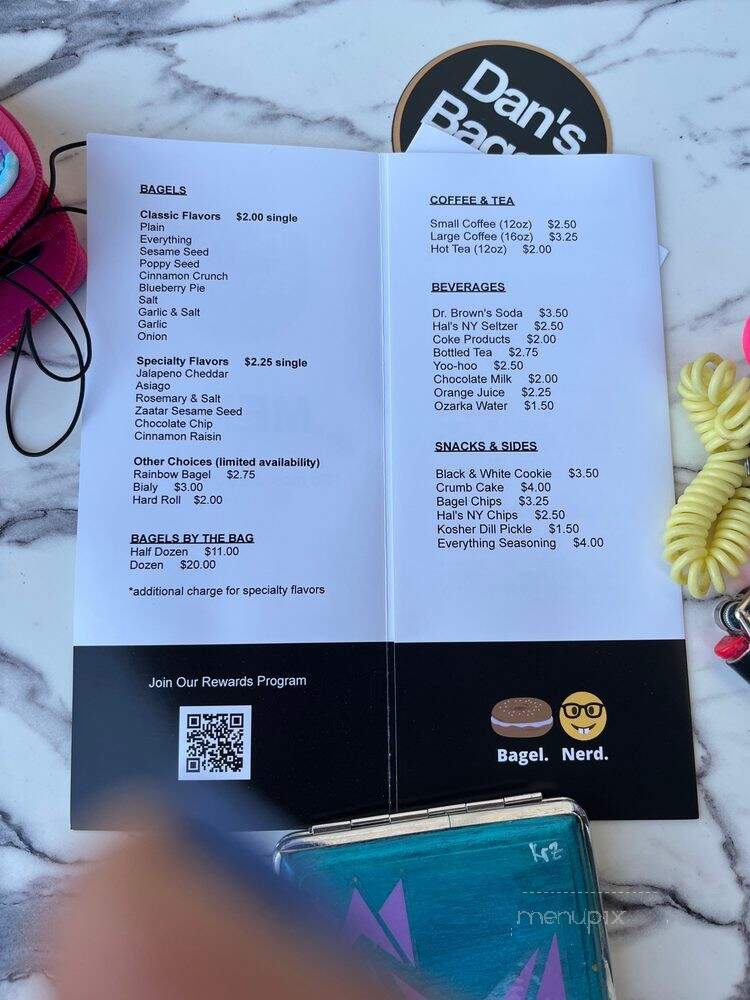 Dan's
BAGELS
Classic Flavors $2.00 single
Plain
Everything
Sesame Seed
Poppy Seed
Cinnamon Crunch
Blueberry Pie
Salt
Garlic & Salt
Garlic
Onion
Specialty Flavors $2.25 single
Jalapeno Cheddar
Asiago
Rosemary & Salt
Zaatar Sesame Seed
Chocolate Chip
Cinnamon Raisin
Other Choices (limited availability)
Rainbow Bagel $2.75
Bialy $3.00
Hard Roll $2.00
BAGELS BY THE BAG
Half Dozen $11.00
Dozen $20.00
*additional charge for specialty flavors
Join Our Rewards Program
COFFEE & TEA
Small Coffee (12oz) $2.50
Large Coffee (16oz) $3.25
Hot Tea (12oz) $2.00
BEVERAGES
Dr. Brown's Soda $3.50
Hal's NY Seltzer $2.50
Coke Products $2.00
Bottled Tea $2.75
Yoo-hoo $2.50
Chocolate Milk $2.00
Orange Juice $2.25
Ozarka Water $1.50
SNACKS & SIDES
Black & White Cookie $3.50
Crumb Cake $4.00
Bagel Chips $3.25
Hal's NY Chips $2.50
Kosher Dill Pickle $1.50
Everything Seasoning $4.00
Bagel. Nerd.
krz
menupix